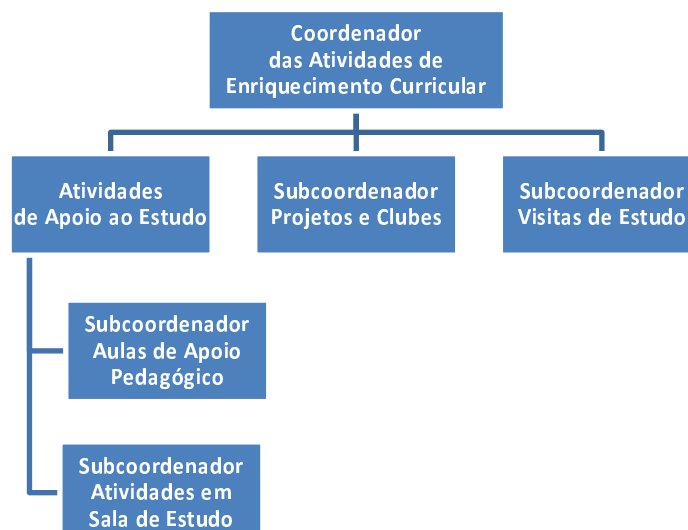 Coordenador
das Atividades de
Enriquecimento Curricular
Atividades
de Apoio ao Estudo
Subcoordenador
Projetos e Clubes
Subcoordenador
Visitas de Estudo
Subcoordenador
Aulas de Apoio
Pedagógico
Subcoordenador
Atividades em
Sala de Estudo